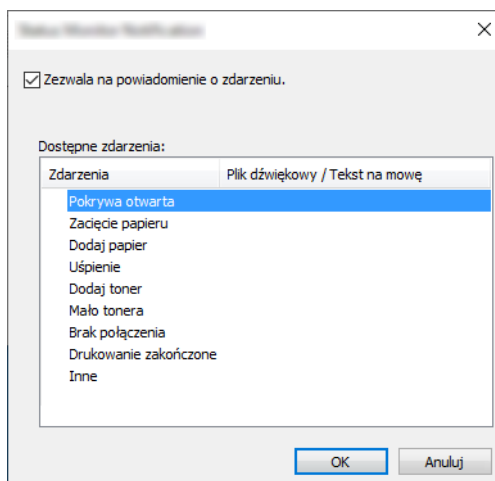 Zezwala na powiadomienie o zdarzeniu.
Dostępne zdarzenia:
Zdarzenia Plik dźwiękowy / Tekst na mowę
Pokrywa otwarta
Zacięcie papieru
Dodaj papier
Uśpienie
Dodaj toner
Mało tonera
Brak połączenia
Drukowanie zakończone
Inne
OK Anuluj